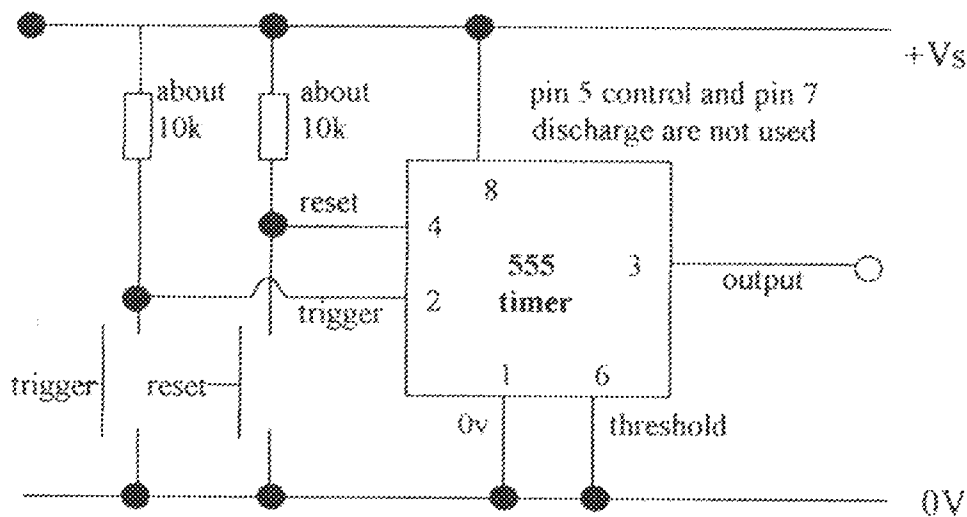 +Vs
about
10k
about
10k
pin 5 control and pin 7
discharge are not used
8
reset
4
555
timer
3
output
2
trigger
trigger
reset
1
6
0v
threshold
0V